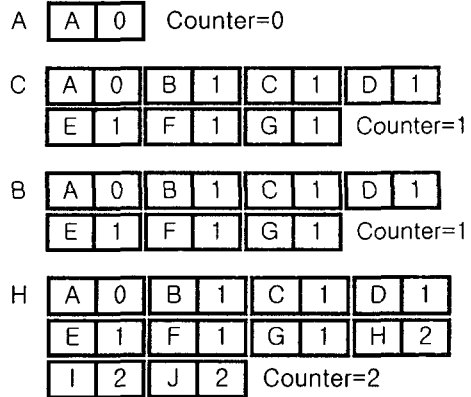 A A 0 Counter=0
C A 0 B 1 C 1 D 1
E 1 F 1 G 1 Counter=1
B A 0 B 1 C 1 D 1
E 1 F 1 G 1 Counter=1
H A 0 B 1 C 1 D 1
E 1 F 1 G 1 H 2
I 2 J 2 Counter=2